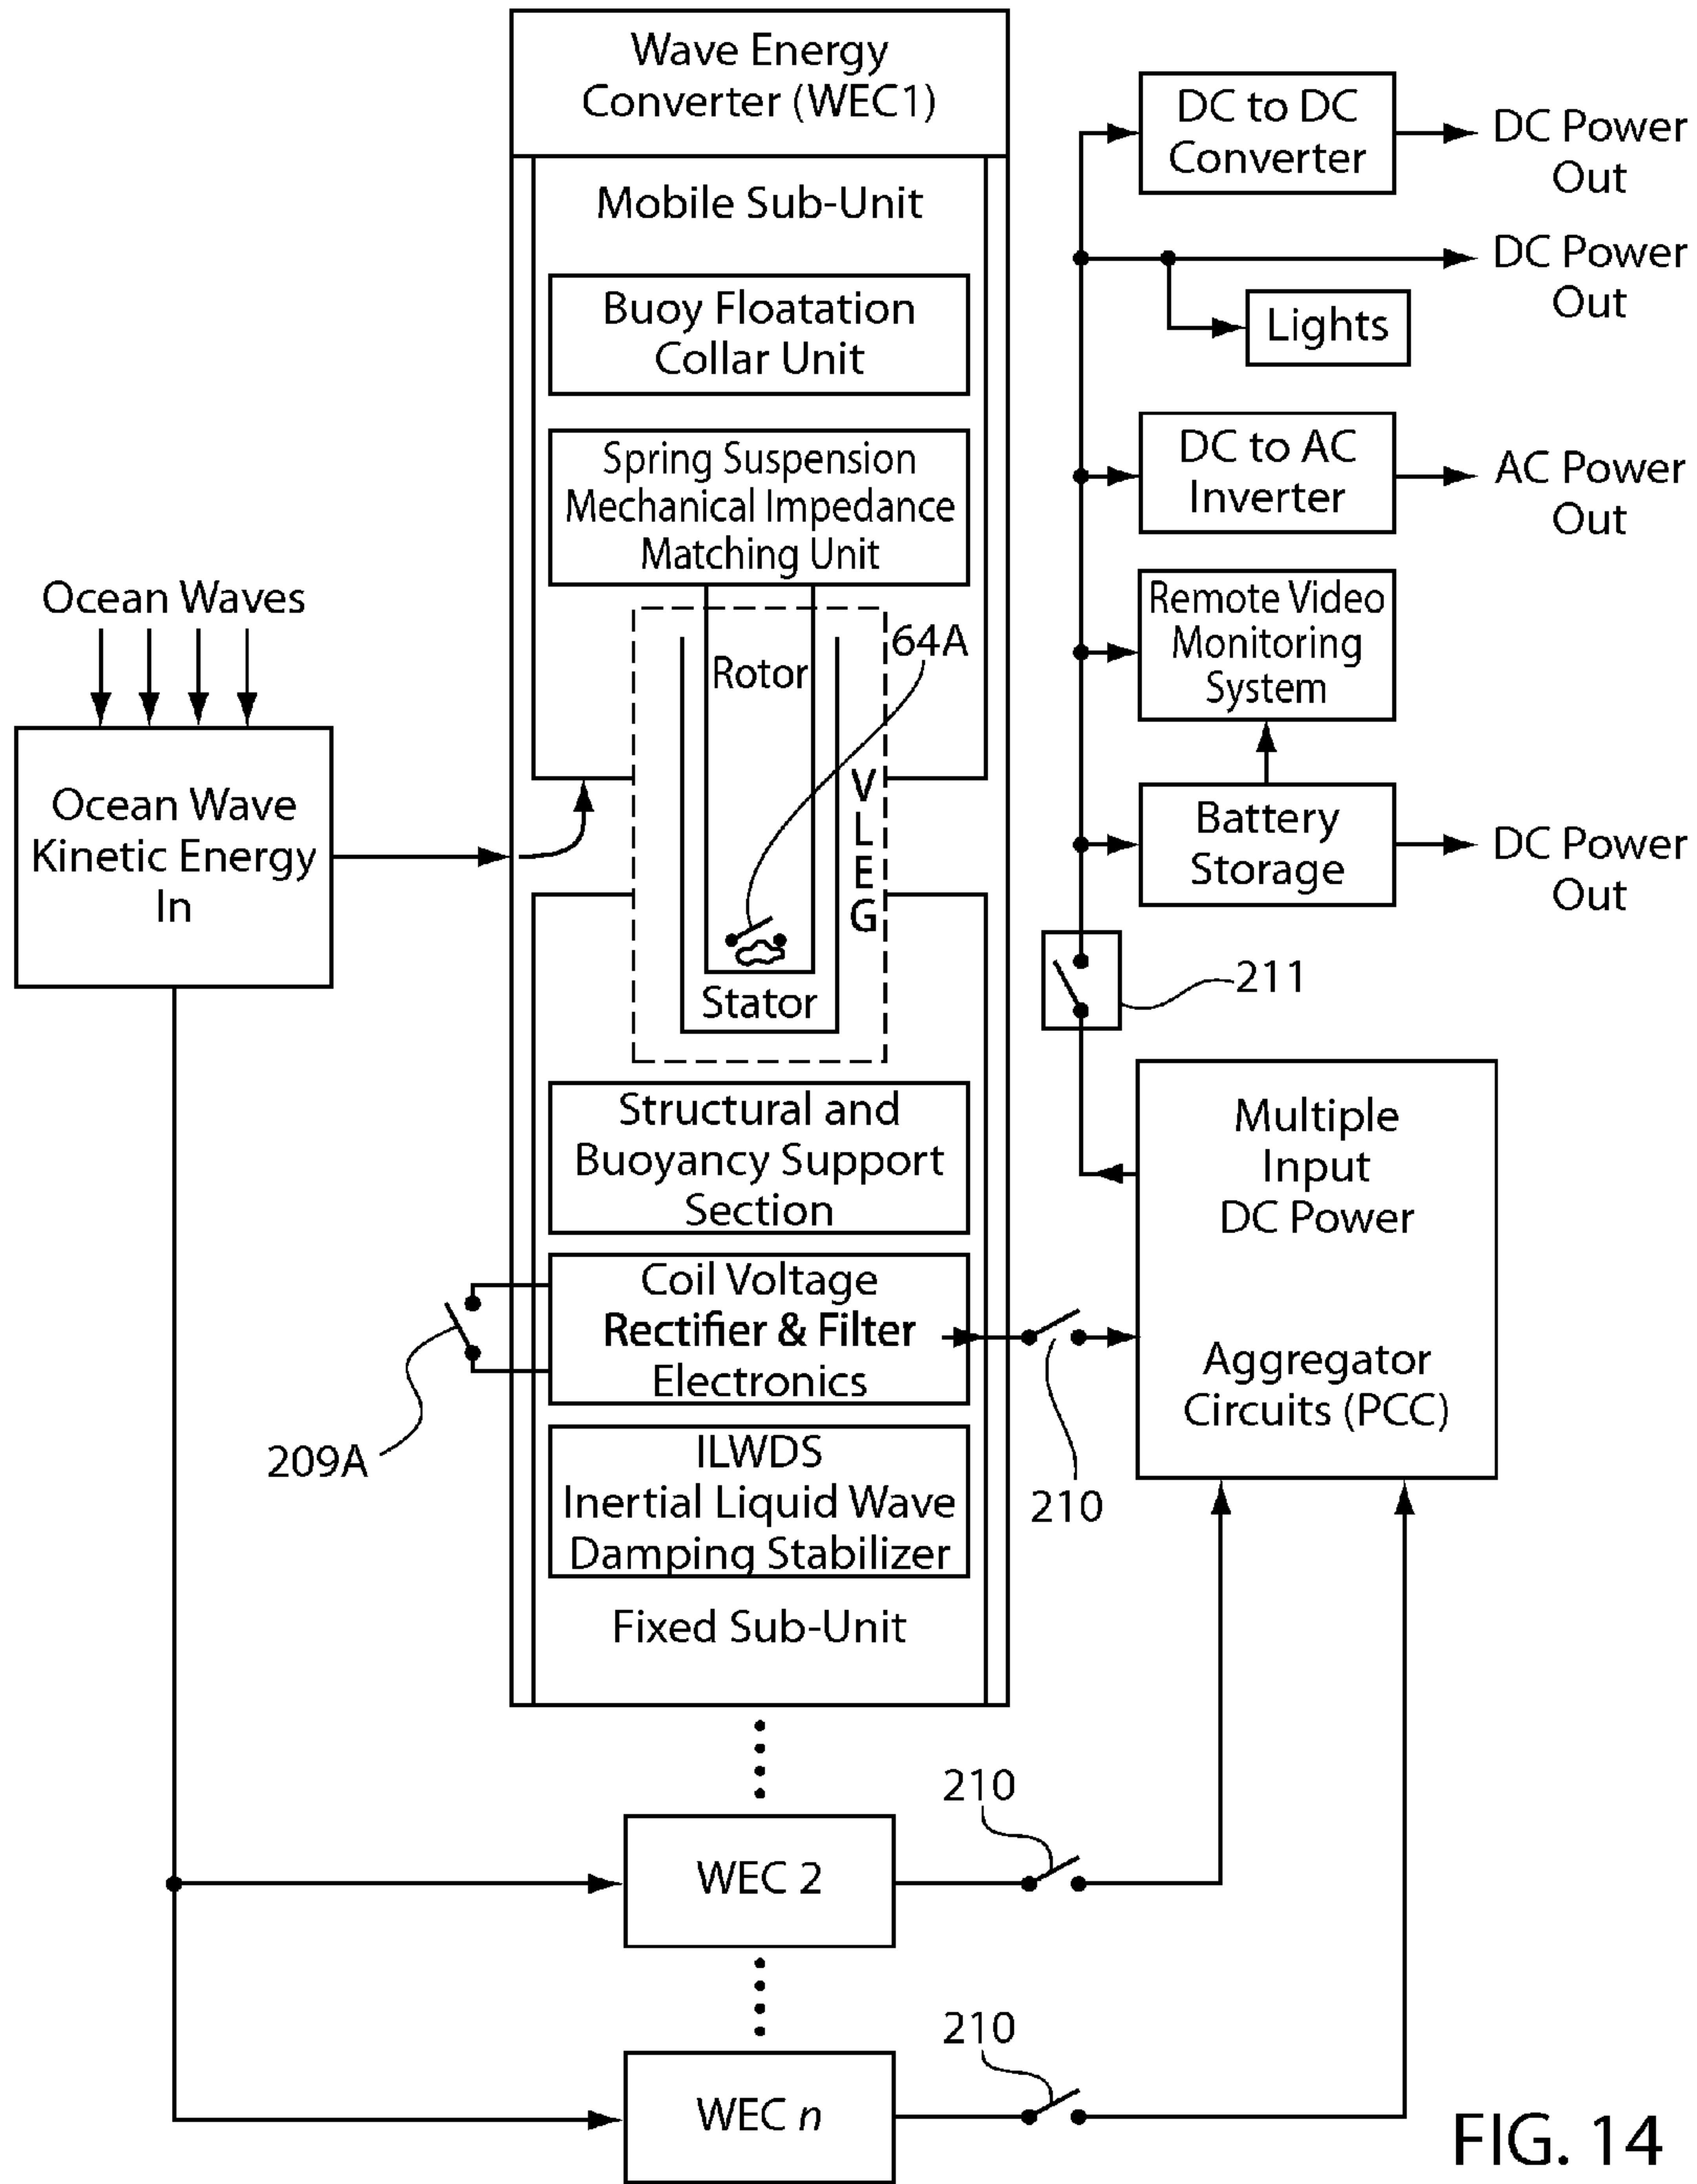 Wave Energy
Converter (WEC1)
Mobile Sub-Unit
Buoy Floatation
Collar Unit
Spring Suspension
Mechanical Impedance
Matching Unit
Ocean Waves
Ocean Wave
Kinetic Energy
In
Rotor
64A
VLEG
Stator
Structural and
Buoyancy Support
Section
Coil Voltage
Rectifier & Filter
Electronics
209A
ILWDS
Inertial Liquid Wave
Damping Stabilizer
Fixed Sub-Unit
DC to DC
Converter
DC Power
Out
DC Power
Out
Lights
DC to AC
Inverter
AC Power
Out
Remote Video
Monitoring
System
Battery
Storage
DC Power
Out
211
Multiple
Input
DC Power
Aggregator
Circuits (PCC)
210
210
WEC 2
210
WEC n
FIG. 14